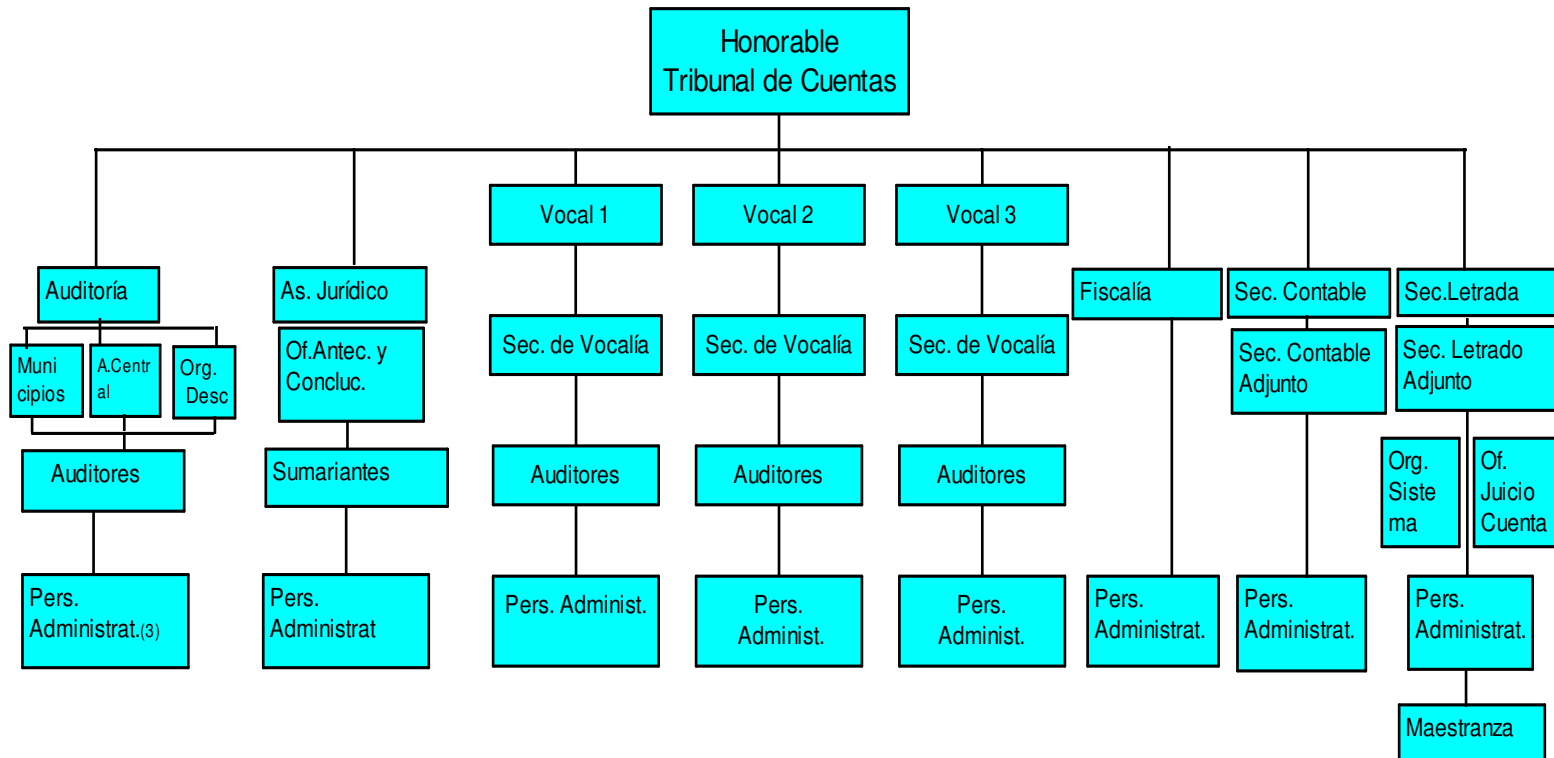 Honorable
Tribunal de Cuentas
Vocal 1
Vocal 2
Vocal 3
Auditoría
As. Jurídico
Fiscalía
Sec. Contable
Sec.Letrada
Muni
cipios
A.Centr
al
Org.
Desc
Of.Antec. y
Concluc.
Sec. de Vocalía
Sec. de Vocalía
Sec. de Vocalía
Sec. Contable
Adjunto
Sec. Letrado
Adjunto
Auditores
Sumariantes
Auditores
Auditores
Auditores
Org.
Siste
ma
Of.
Juicio
Cuenta
Pers.
Administrat.(3)
Pers.
Administrat
Pers. Administ.
Pers.
Administ.
Pers.
Administ.
Pers.
Administrat.
Pers.
Administrat.
Pers.
Administrat.
Maestranza